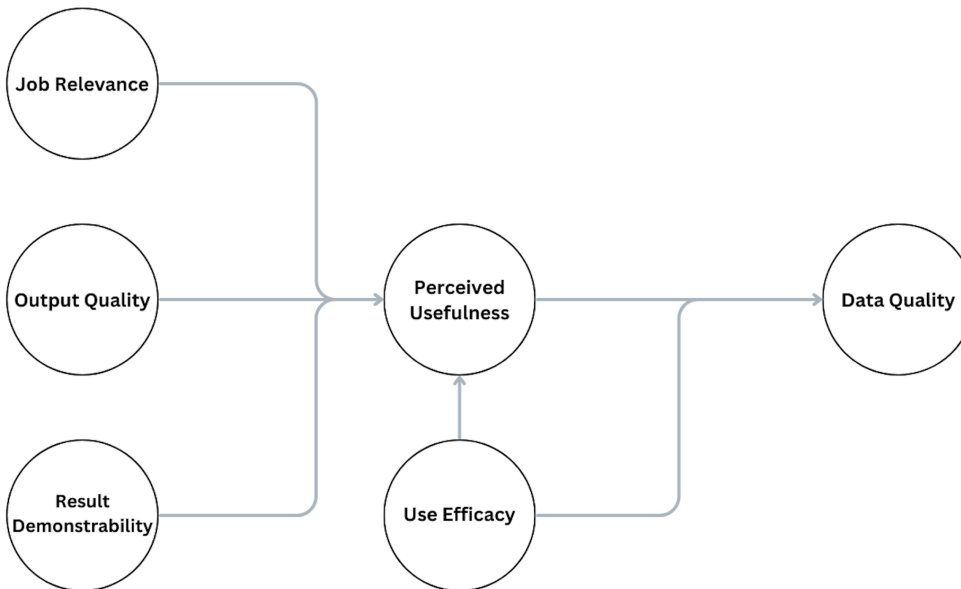 Job Relevance
Output Quality
Perceived
Usefulness
Data Quality
Result
Demonstrability
Use Efficacy